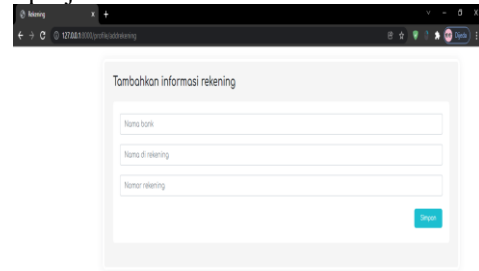 Rekening
127.0.0.1:8000/profile/addrekening
Dijeda
Tambahkan informasi rekening
Nama bank
Nama di rekening
Nomor rekening
Simpan